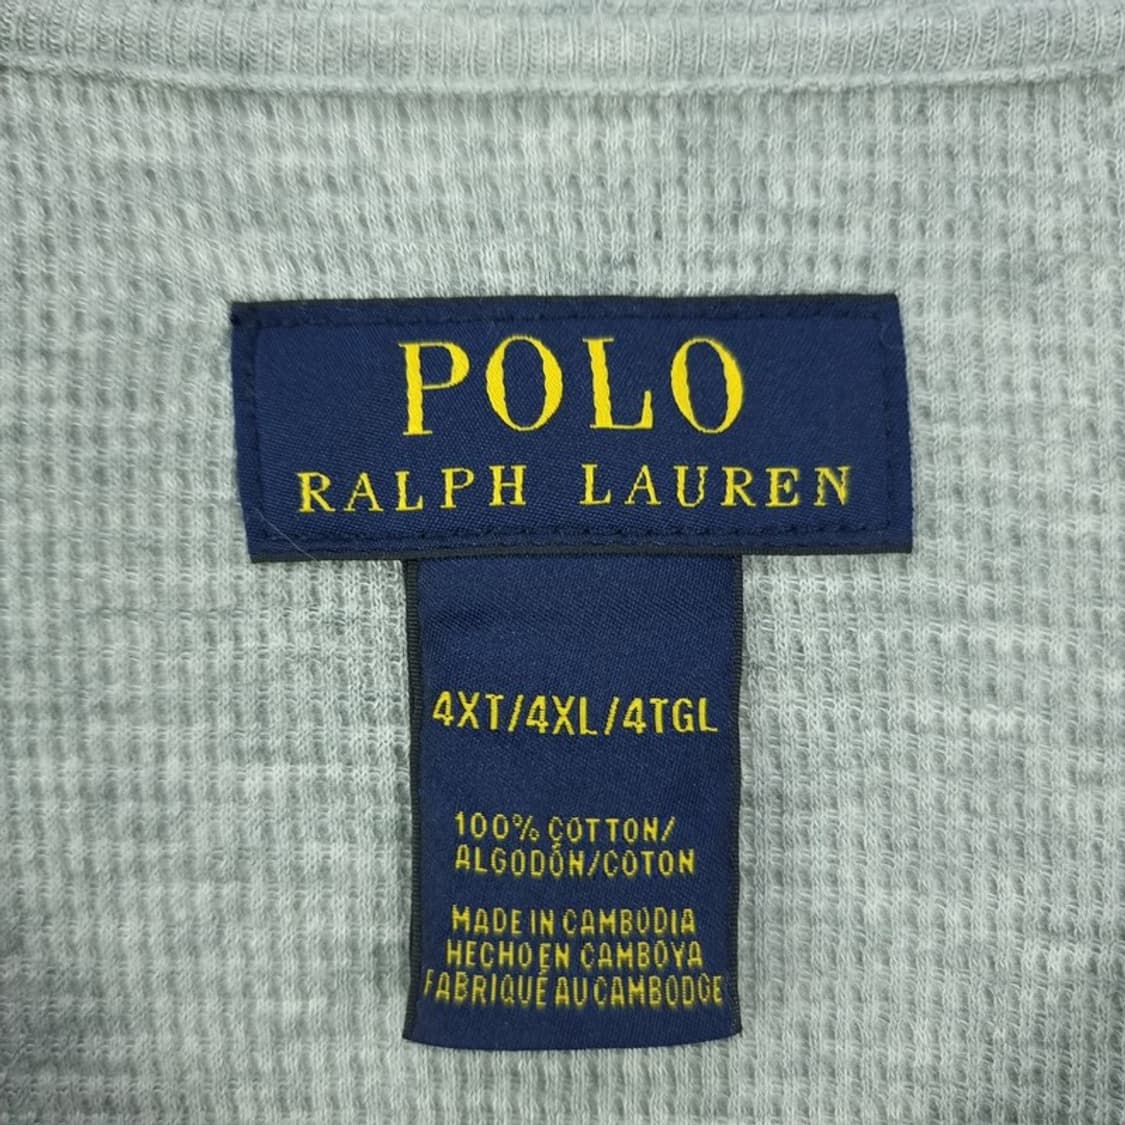 POLO
RALPH LAUREN
4XT/4XL/4TGL
100% COTTON/
ALGODÓN/COTON
MADE IN CAMBODIA
HECHO EN CAMBOYA
FABRIQUÉ AU CAMBODGE